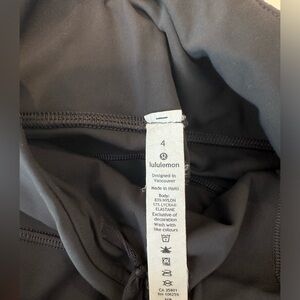 4
lululemon
Designed in
Vancouver
Made in Haiti
Body:
83% NYLON
17% LYCRA®
ELASTANE
Exclusive of
decoration
Wash with
like colours